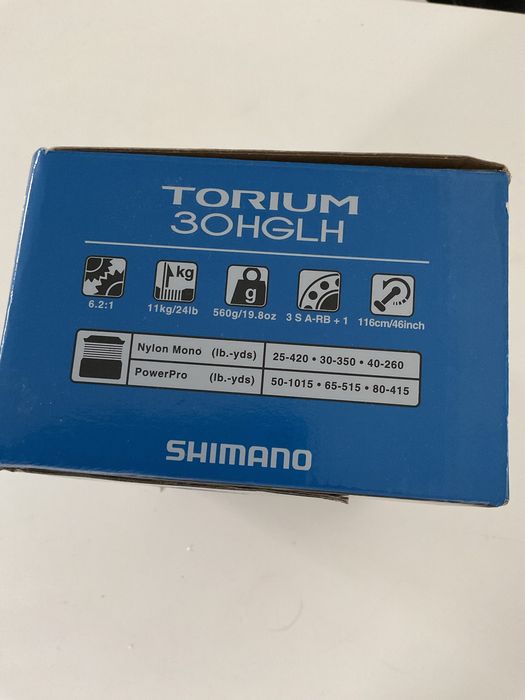 TORIUM
30HGLH
kg
g
6.2:1 11kg/24lb 560g/19.8oz 3 S A-RB + 1 116cm/46inch
Nylon Mono (lb.-yds) 25-420 • 30-350 • 40-260
PowerPro (lb.-yds) 50-1015 • 65-515 • 80-415
SHIMANO